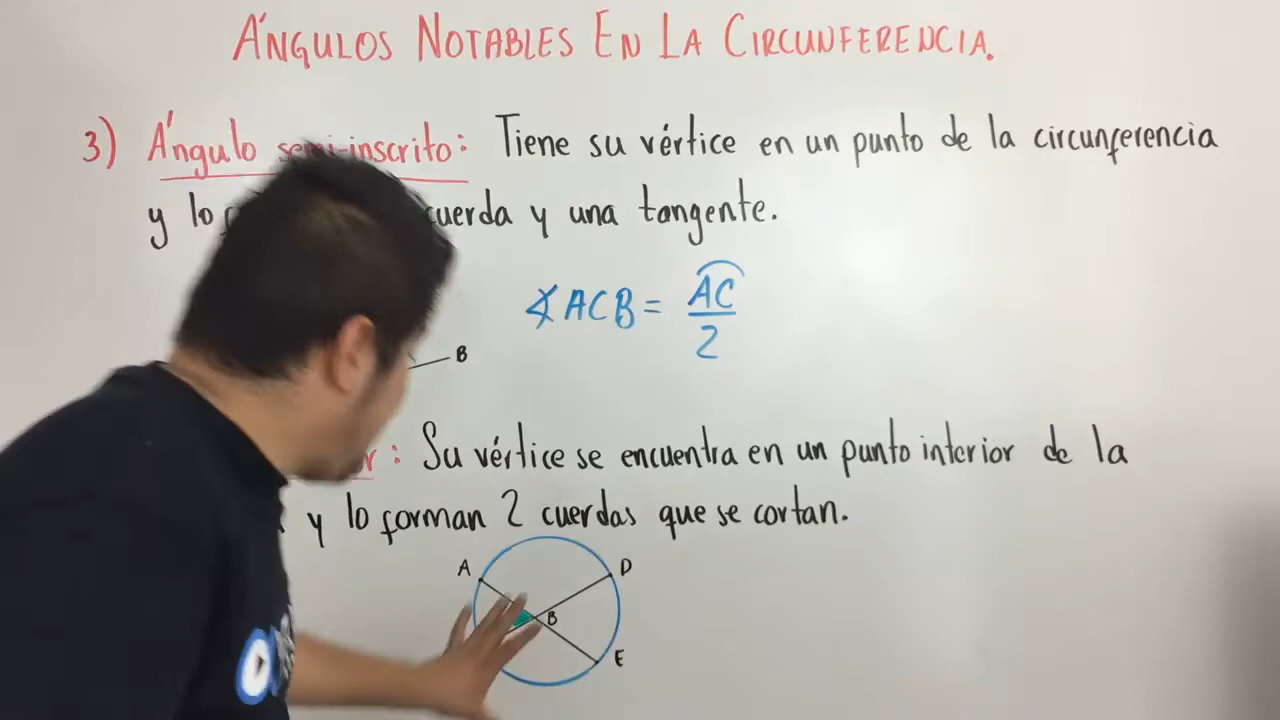 ÁNGULOS NOTABLES EN LA CIRCUNFERENCIA.
3) Ángulo semi-inscrito: Tiene su vértice en un punto de la circunferencia
y lo cuerda y una tangente.
∡ACB = AC/2
B
: Su vértice se encuentra en un punto interior de la
y lo forman 2 cuerdas que se cortan.
A D
B
E